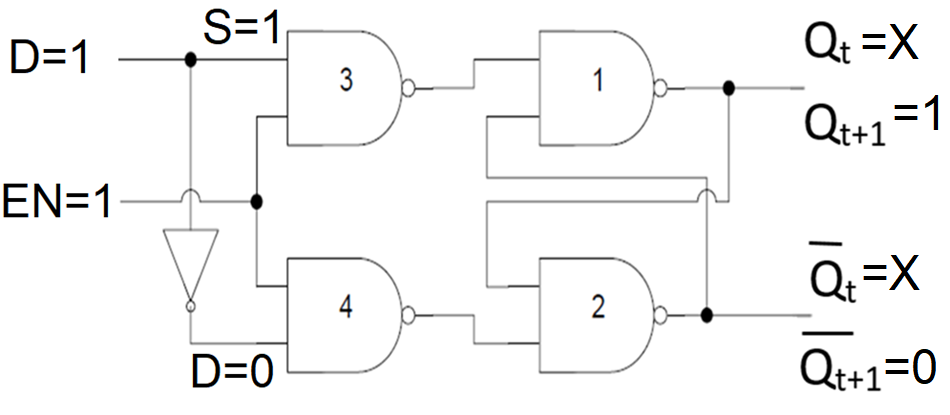 S=1
D=1
3
1
Qt =X
Qt+1 =1
EN=1
4
2
Q̅t =X
D=0
Q̅t+1 =0